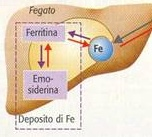 Fegato
Ferritina
Fe
Emo-
siderina
Deposito di Fe